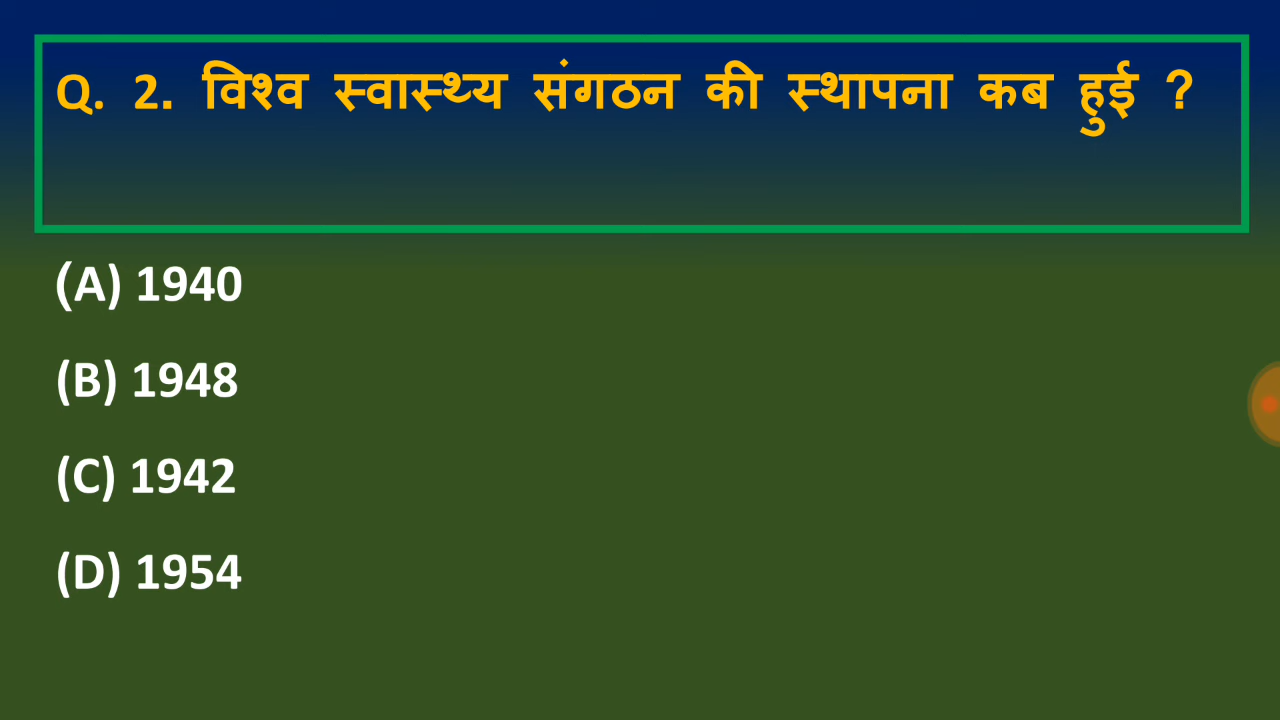 Q. 2. विश्व स्वास्थ्य संगठन की स्थापना कब हुई ?
(A) 1940
(B) 1948
(C) 1942
(D) 1954